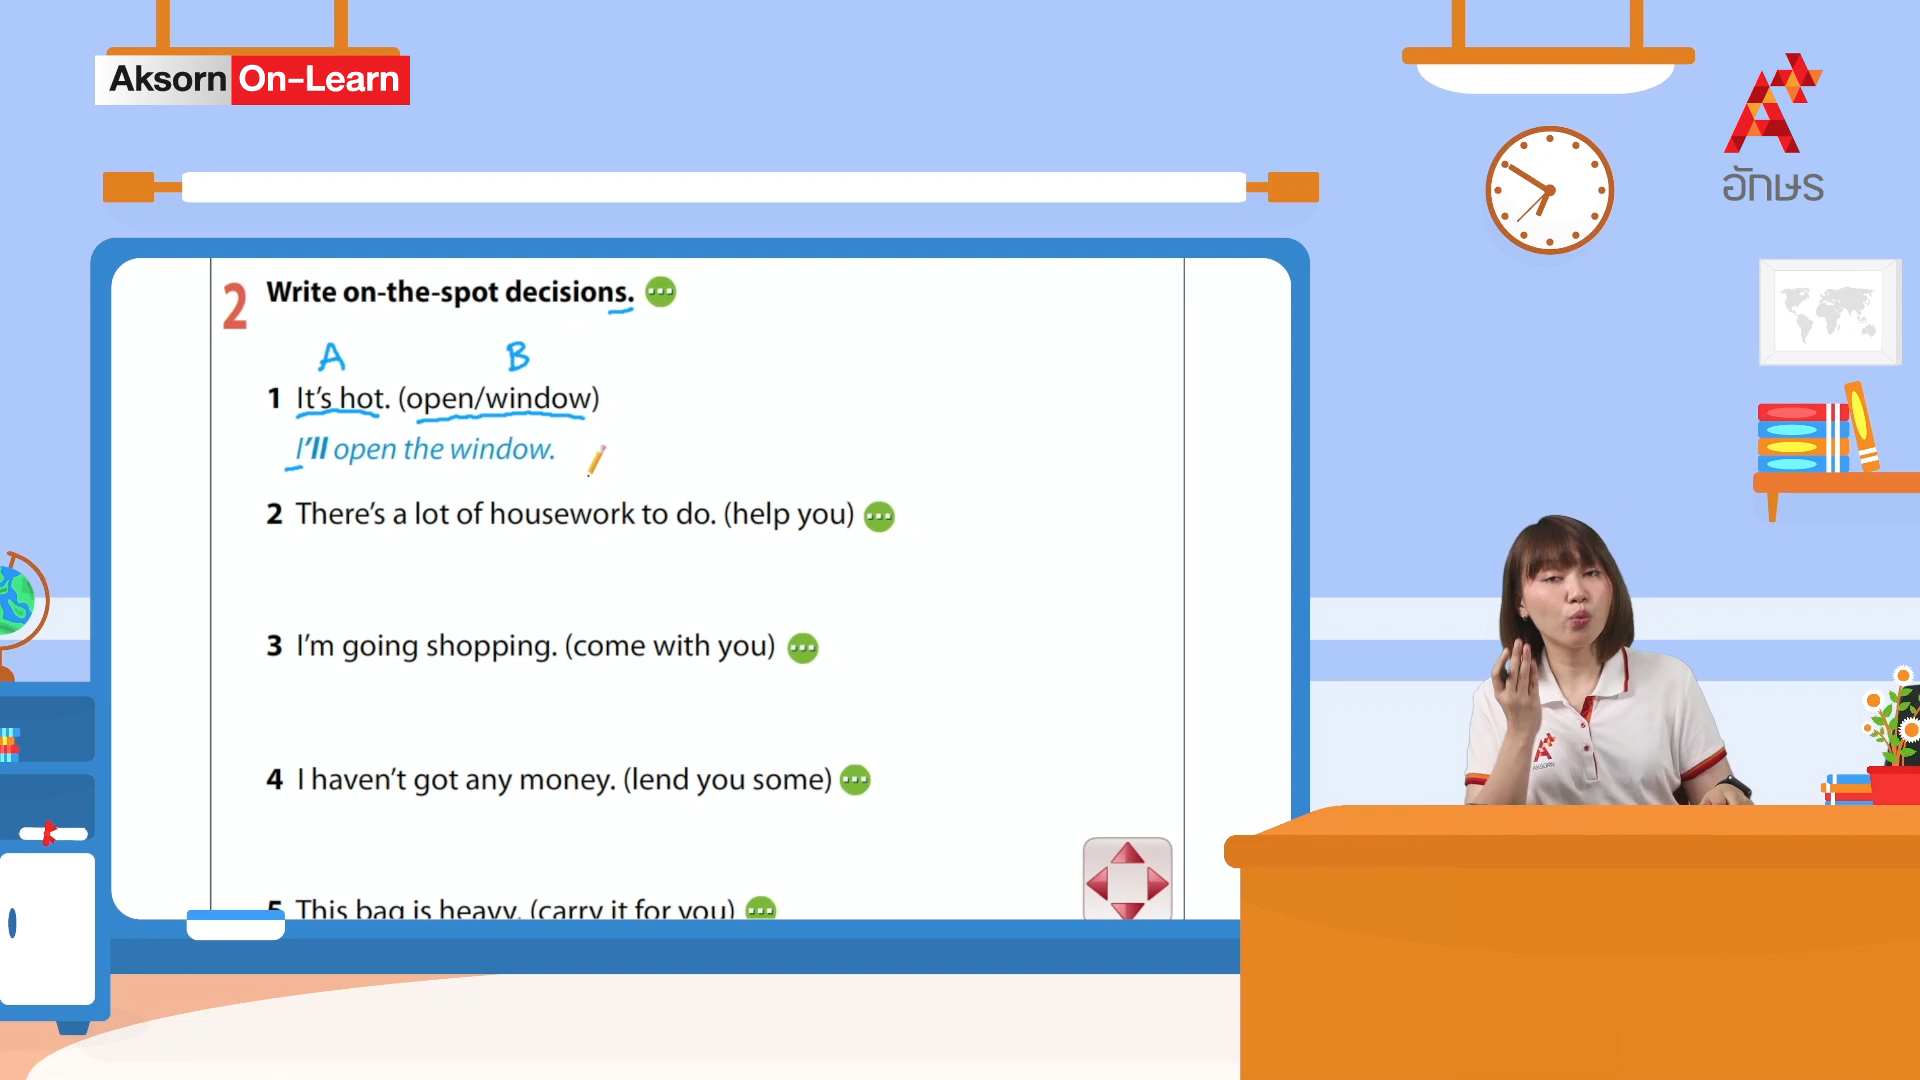 Aksorn On-Learn
อักษร
2 Write on-the-spot decisions.
A B
1 It's hot. (open/window)
I'll open the window.
2 There's a lot of housework to do. (help you)
3 I'm going shopping. (come with you)
4 I haven't got any money. (lend you some)
5 This bag is heavy. (carry it for you)
AKSORN